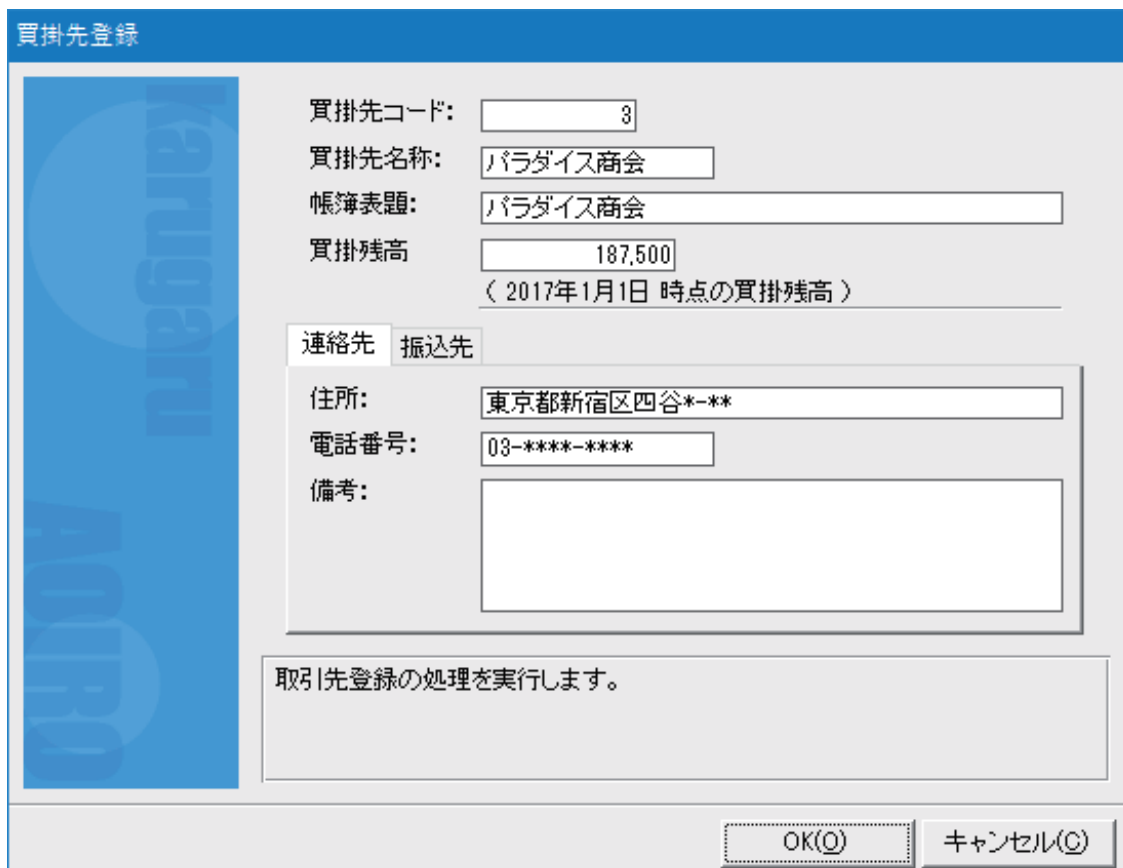 買掛先登録
karugaru
AOIRO
買掛先コード: 3
買掛先名称: パラダイス商会
帳簿表題: パラダイス商会
買掛残高 187,500
( 2017年1月1日 時点の買掛残高 )
連絡先 振込先
住所: 東京都新宿区四谷*-**
電話番号: 03-****-****
備考:
取引先登録の処理を実行します。
OK(O) キャンセル(C)